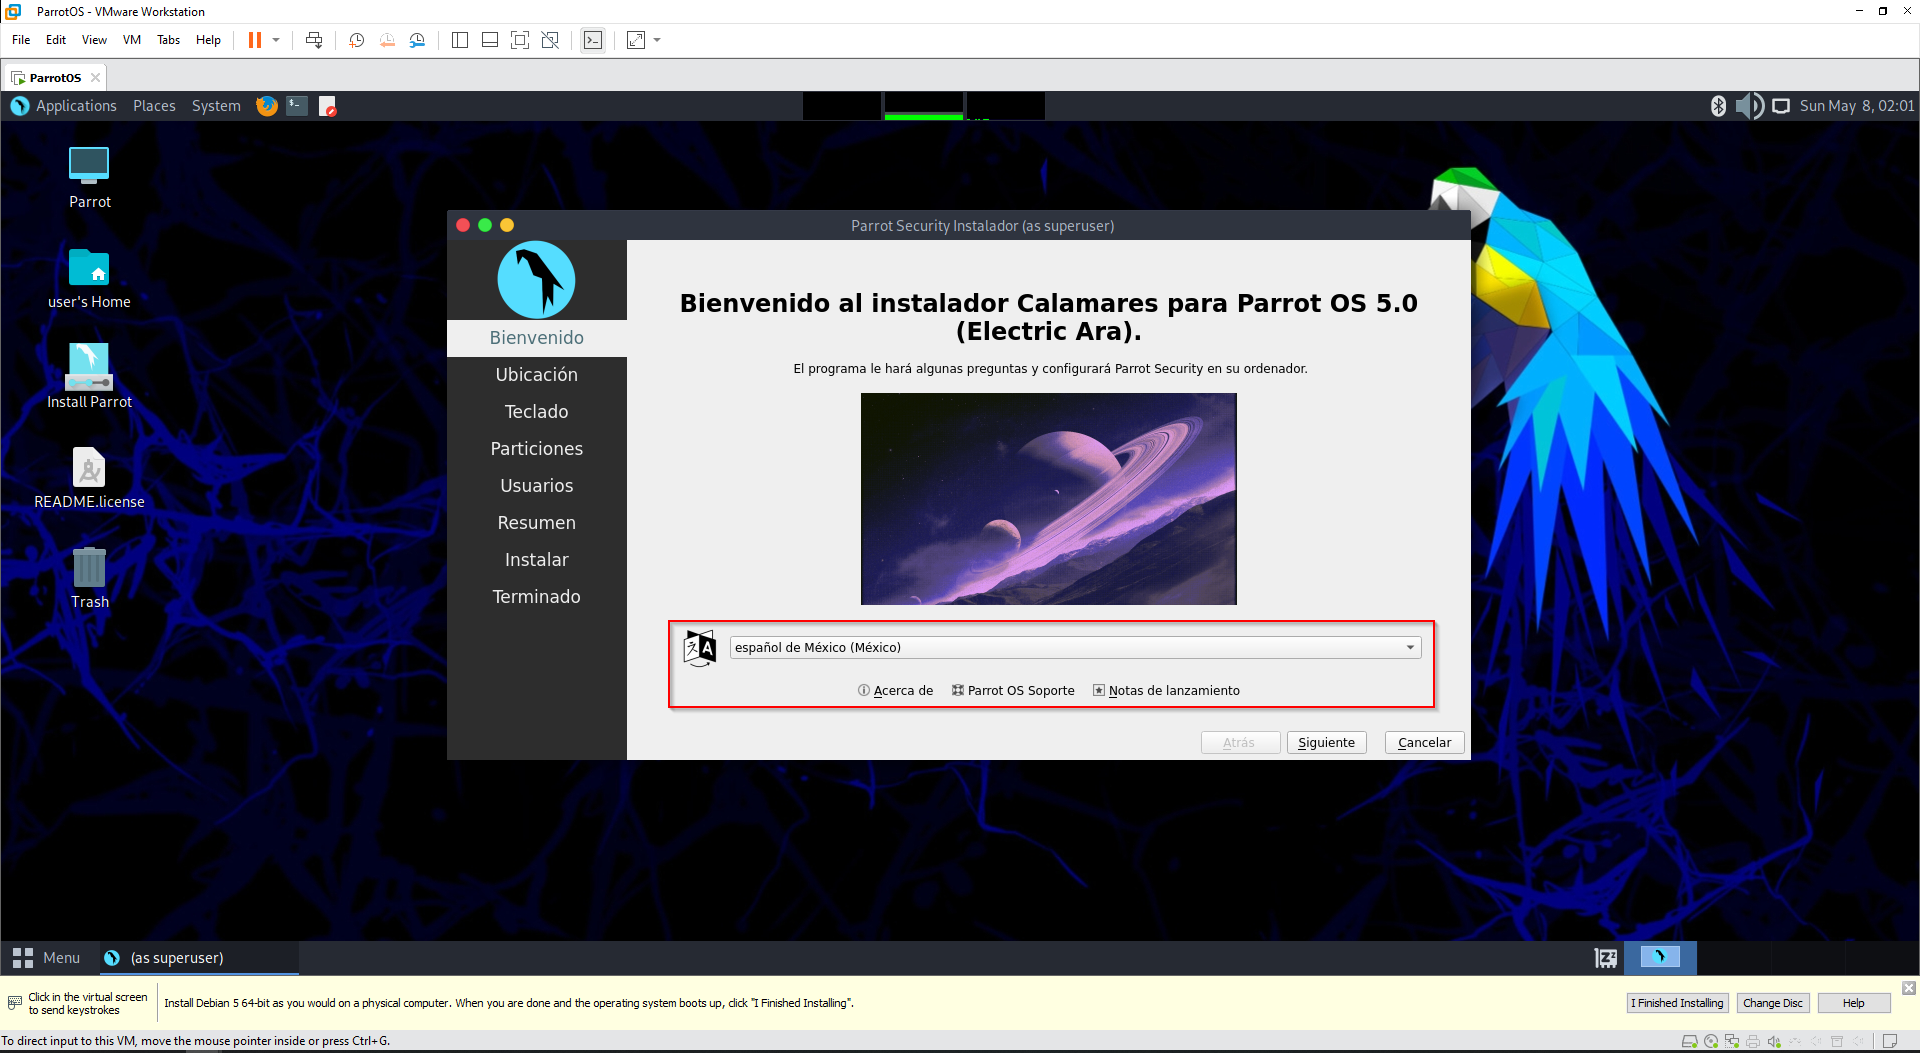 ParrotOS - VMware Workstation
File Edit View VM Tabs Help
ParrotOS
Applications Places System
Sun May 8, 02:01
Parrot
user's Home
Install Parrot
README.license
Trash
Parrot Security Instalador (as superuser)
Bienvenido
Ubicación
Teclado
Particiones
Usuarios
Resumen
Instalar
Terminado
Bienvenido al instalador Calamares para Parrot OS 5.0
(Electric Ara).
El programa le hará algunas preguntas y configurará Parrot Security en su ordenador.
español de México (México)
Acerca de Parrot OS Soporte Notas de lanzamiento
Atrás Siguiente Cancelar
Menu (as superuser)
Click in the virtual screen
to send keystrokes
Install Debian 5 64-bit as you would on a physical computer. When you are done and the operating system boots up, click "I Finished Installing".
I Finished Installing Change Disc Help
To direct input to this VM, move the mouse pointer inside or press Ctrl+G.